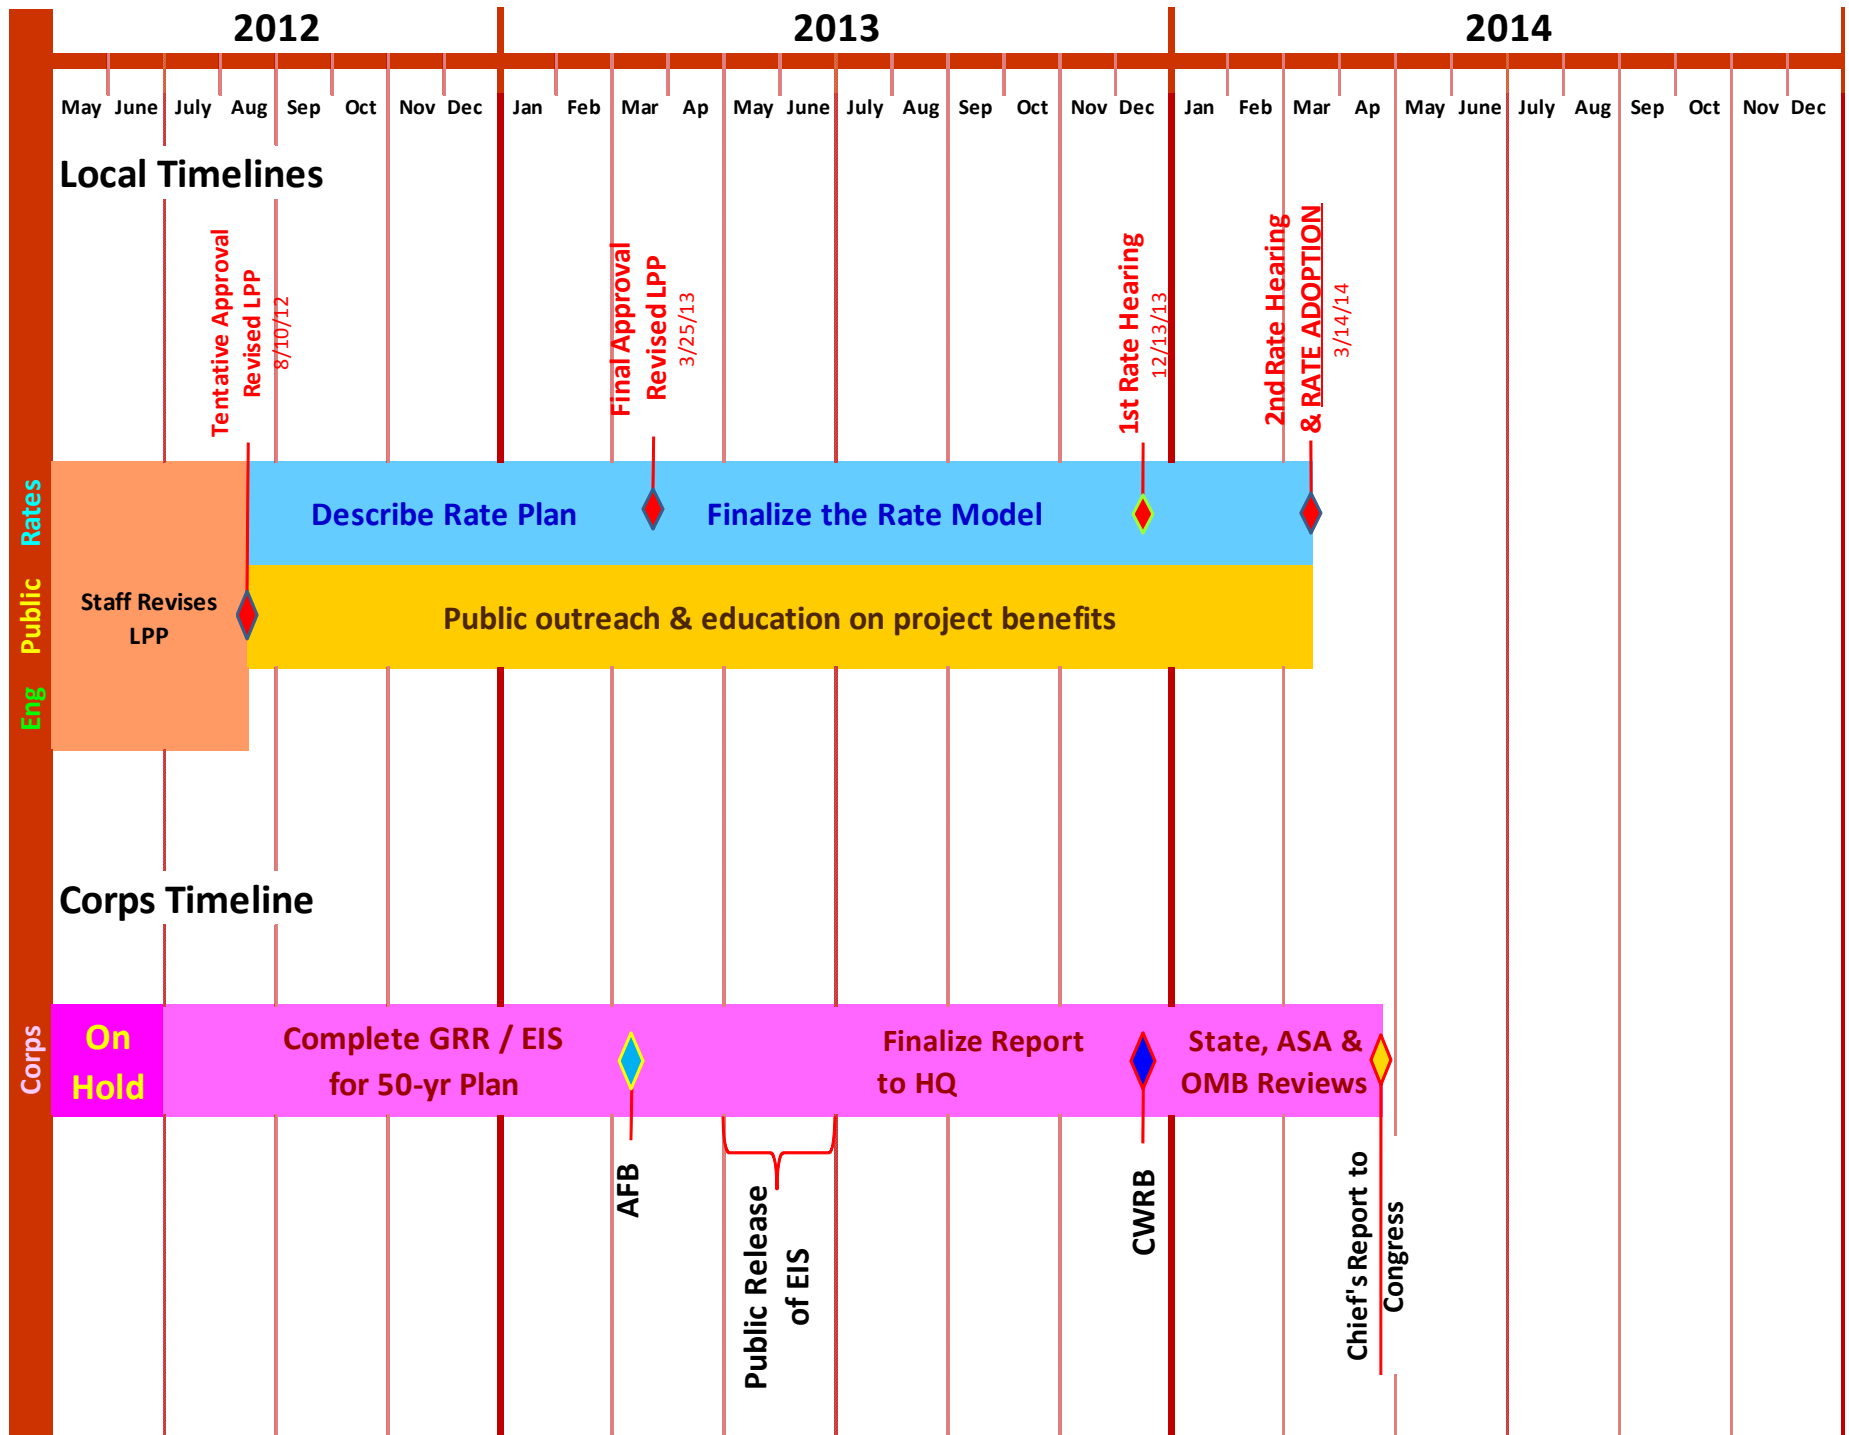 2012 2013 2014
May June July Aug Sep Oct Nov Dec Jan Feb Mar Ap May June July Aug Sep Oct Nov Dec Jan Feb Mar Ap May June July Aug Sep Oct Nov Dec
Local Timelines
Tentative Approval
Revised LPP
8/10/12
Final Approval
Revised LPP
3/25/13
1st Rate Hearing
12/13/13
2nd Rate Hearing
& RATE ADOPTION
3/14/14
Rates
Describe Rate Plan
Finalize the Rate Model
Public
Staff Revises
LPP
Public outreach & education on project benefits
Eng
Corps Timeline
Corps
On
Hold
Complete GRR / EIS
for 50-yr Plan
Finalize Report
to HQ
State, ASA &
OMB Reviews
AFB
Public Release
of EIS
CWRB
Chief's Report to
Congress